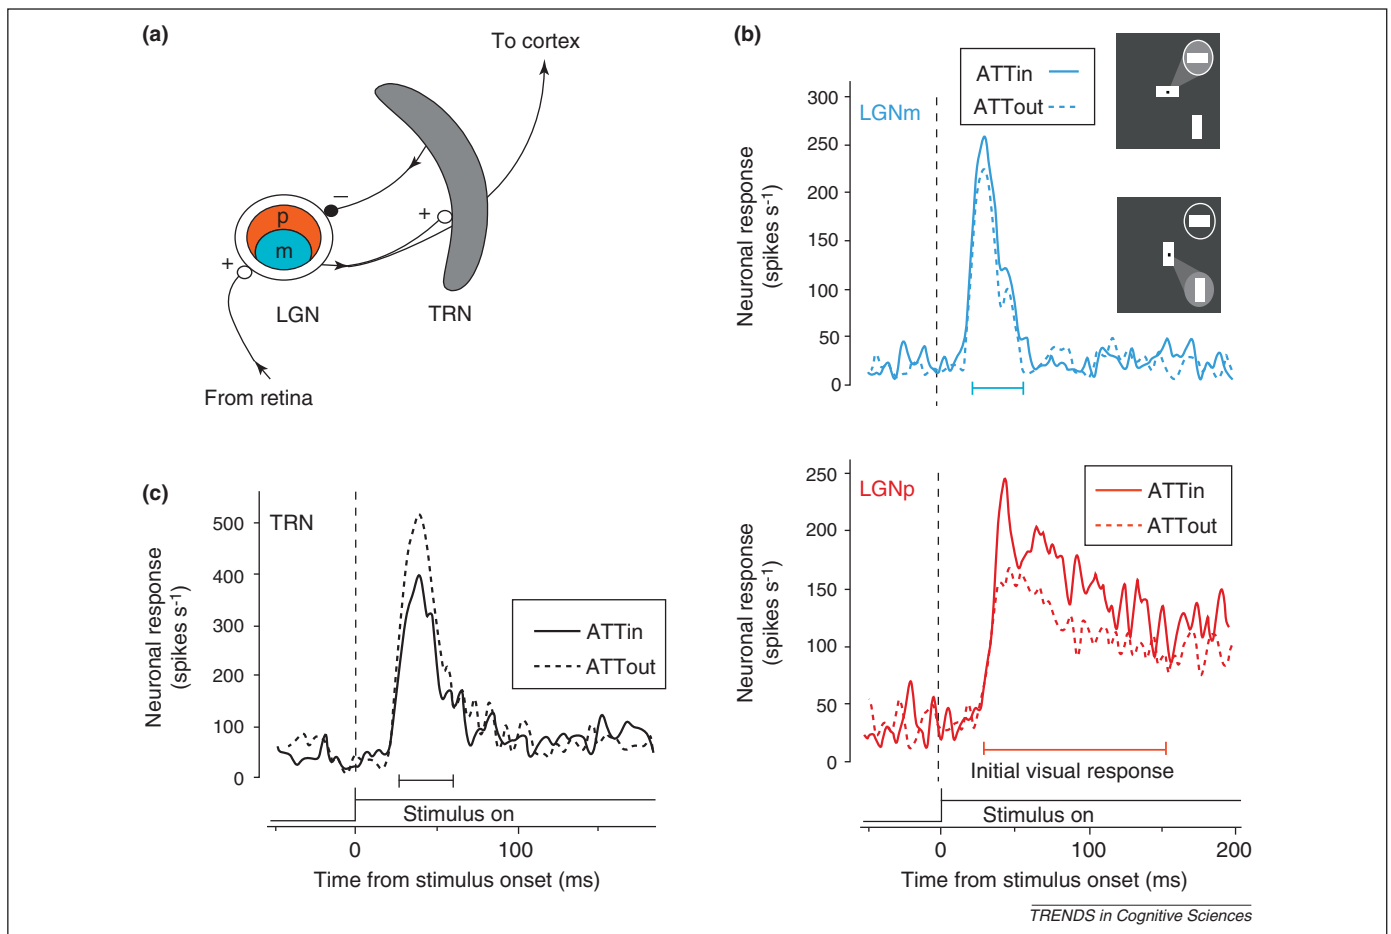 (a)
To cortex
p
m
+
−
+
LGN
TRN
From retina
(b)
ATTin
ATTout
LGNm
Neuronal response
(spikes s-1)
300
250
200
150
100
50
0
(c)
TRN
Neuronal response
(spikes s-1)
500
400
300
200
100
0
ATTin
ATTout
Stimulus on
0
100
Time from stimulus onset (ms)
LGNp
ATTin
ATTout
Neuronal response
(spikes s-1)
250
200
150
100
50
0
Initial visual response
Stimulus on
0
100
200
Time from stimulus onset (ms)
TRENDS in Cognitive Sciences